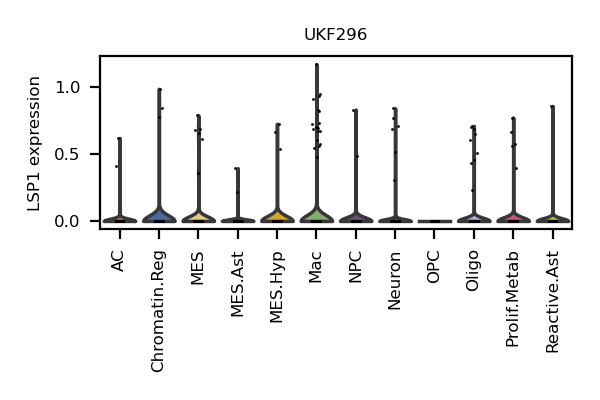 UKF296
LSP1 expression
1.0
0.5
0.0
AC
Chromatin.Reg
MES
MES.Ast
MES.Hyp
Mac
NPC
Neuron
OPC
Oligo
Prolif.Metab
Reactive.Ast